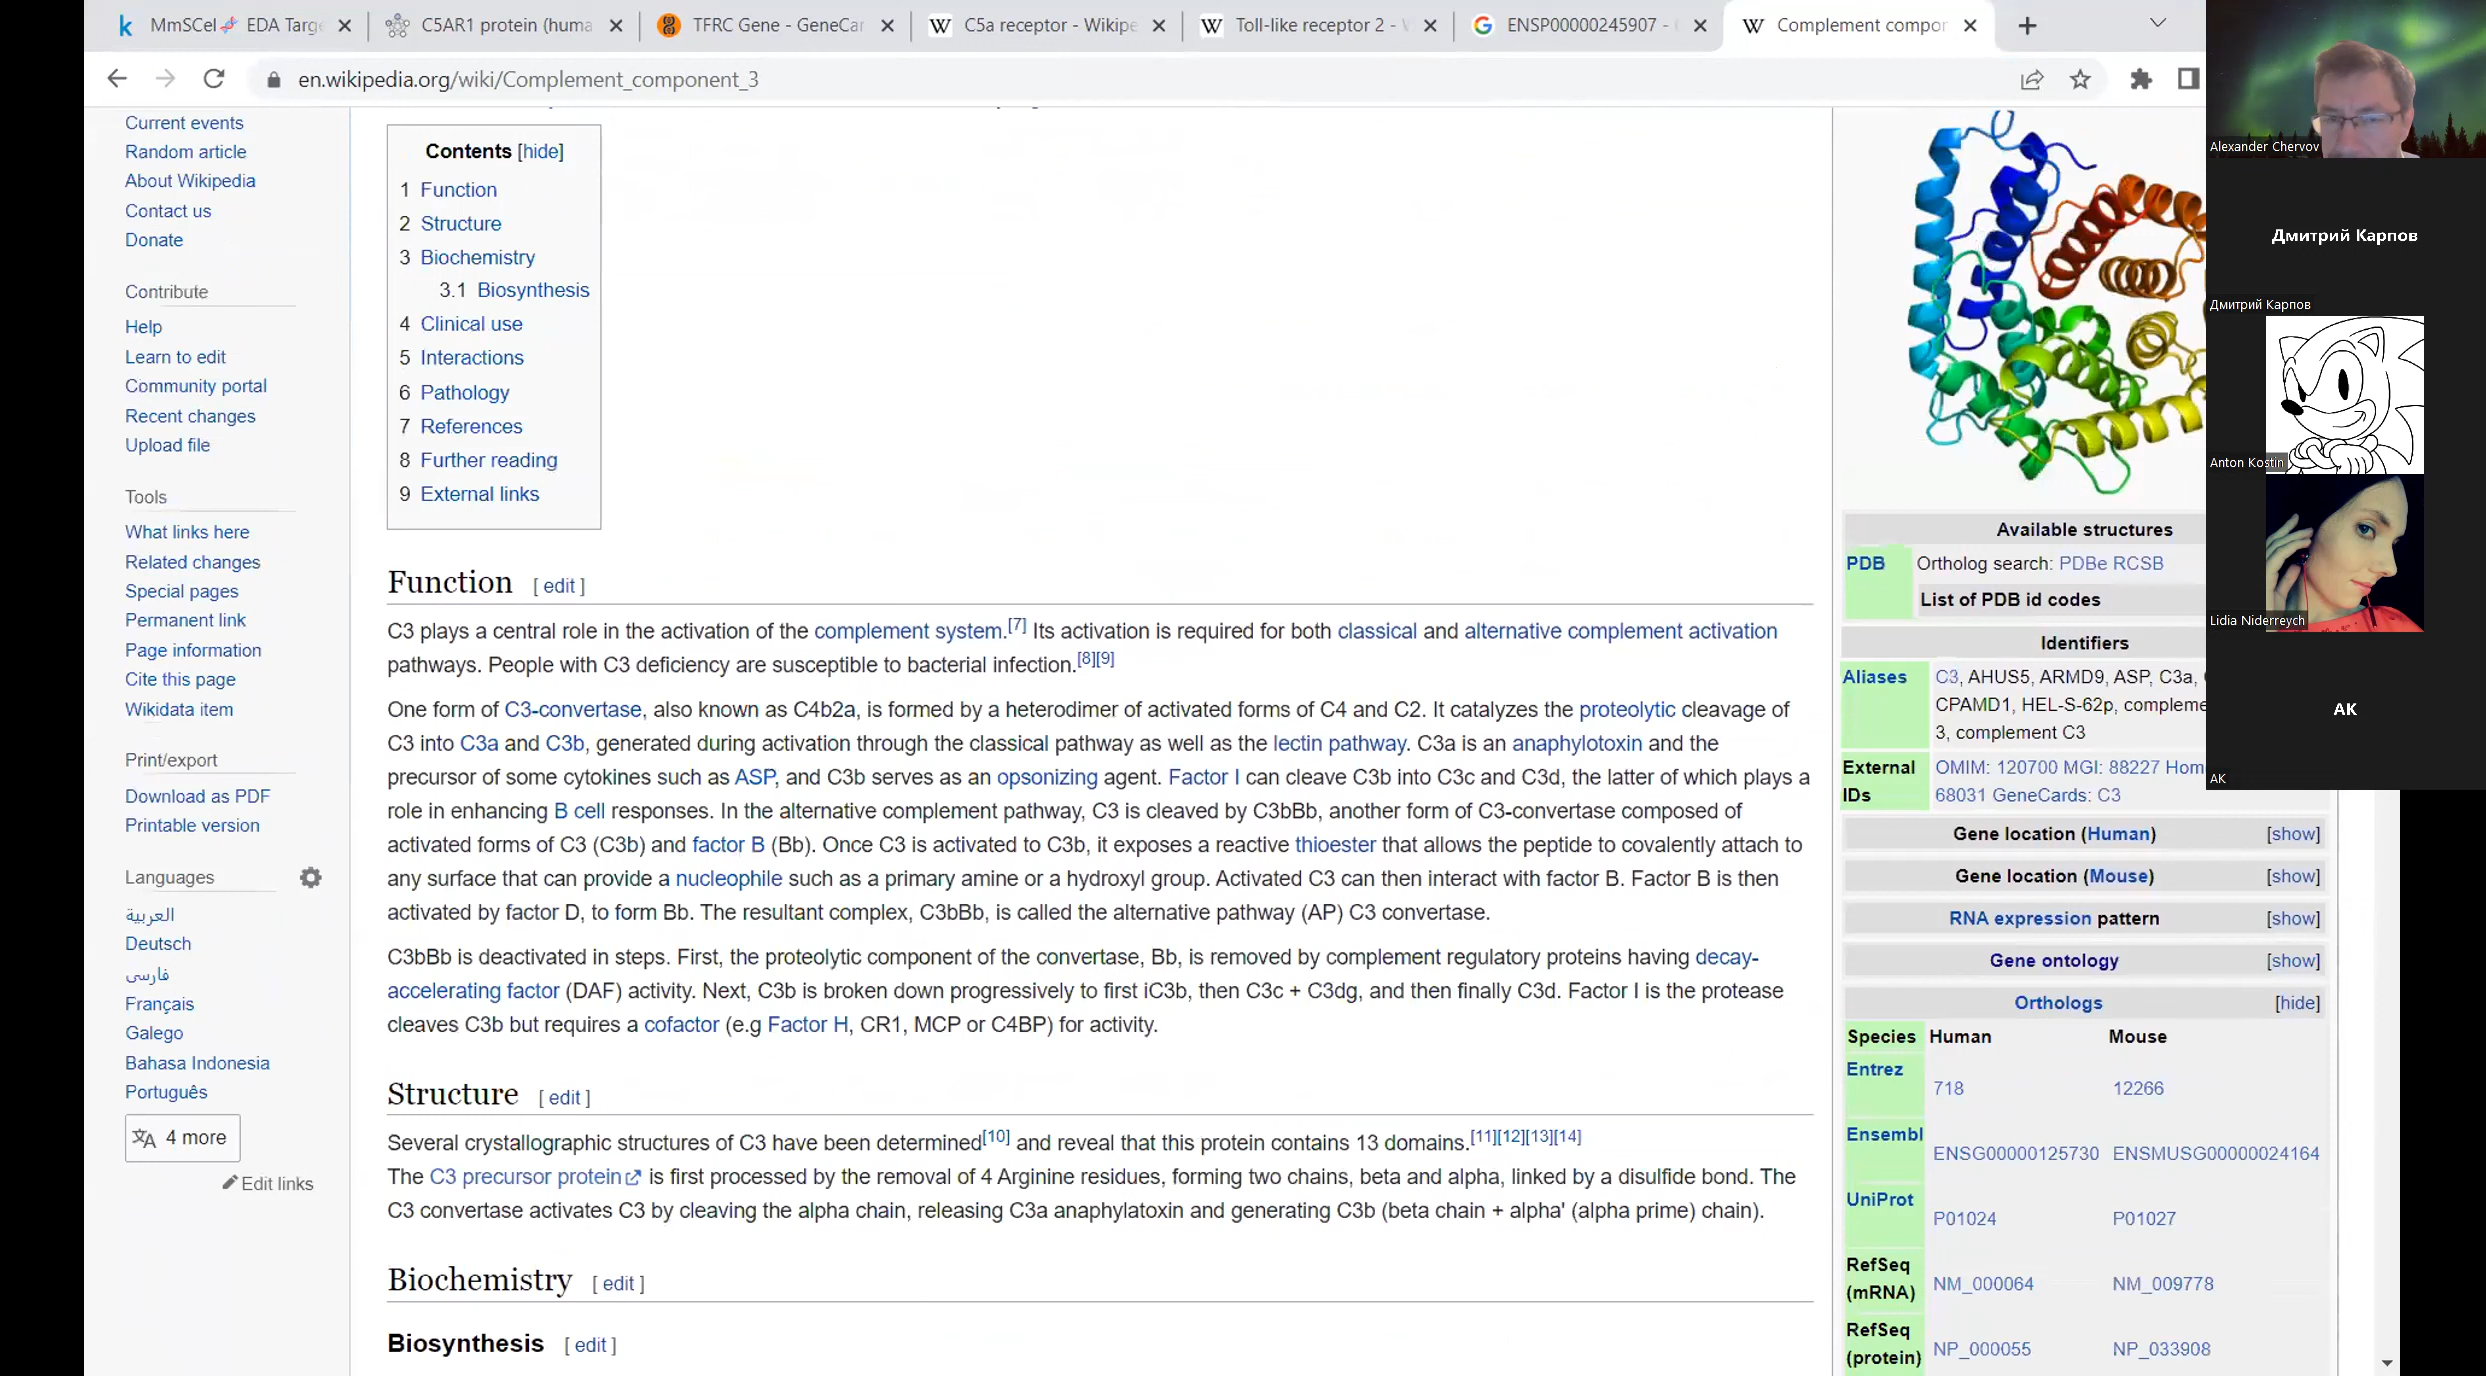 MmSCel EDA Targe
C5AR1 protein (huma
TFRC Gene - GeneCar
C5a receptor - Wikipe
Toll-like receptor 2 -
ENSP00000245907 -
Complement compor
en.wikipedia.org/wiki/Complement_component_3
Current events
Random article
About Wikipedia
Contact us
Donate
Contribute
Help
Learn to edit
Community portal
Recent changes
Upload file
Tools
What links here
Related changes
Special pages
Permanent link
Page information
Cite this page
Wikidata item
Print/export
Download as PDF
Printable version
Languages
العربية
Deutsch
فارسی
Français
Galego
Bahasa Indonesia
Português
4 more
Edit links
Contents [hide]
1 Function
2 Structure
3 Biochemistry
3.1 Biosynthesis
4 Clinical use
5 Interactions
6 Pathology
7 References
8 Further reading
9 External links
Function [ edit ]
C3 plays a central role in the activation of the complement system.[7] Its activation is required for both classical and alternative complement activation
pathways. People with C3 deficiency are susceptible to bacterial infection.[8][9]
One form of C3-convertase, also known as C4b2a, is formed by a heterodimer of activated forms of C4 and C2. It catalyzes the proteolytic cleavage of
C3 into C3a and C3b, generated during activation through the classical pathway as well as the lectin pathway. C3a is an anaphylotoxin and the
precursor of some cytokines such as ASP, and C3b serves as an opsonizing agent. Factor I can cleave C3b into C3c and C3d, the latter of which plays a
role in enhancing B cell responses. In the alternative complement pathway, C3 is cleaved by C3bBb, another form of C3-convertase composed of
activated forms of C3 (C3b) and factor B (Bb). Once C3 is activated to C3b, it exposes a reactive thioester that allows the peptide to covalently attach to
any surface that can provide a nucleophile such as a primary amine or a hydroxyl group. Activated C3 can then interact with factor B. Factor B is then
activated by factor D, to form Bb. The resultant complex, C3bBb, is called the alternative pathway (AP) C3 convertase.
C3bBb is deactivated in steps. First, the proteolytic component of the convertase, Bb, is removed by complement regulatory proteins having decay-
accelerating factor (DAF) activity. Next, C3b is broken down progressively to first iC3b, then C3c + C3dg, and then finally C3d. Factor I is the protease
cleaves C3b but requires a cofactor (e.g Factor H, CR1, MCP or C4BP) for activity.
Structure [ edit ]
Several crystallographic structures of C3 have been determined[10] and reveal that this protein contains 13 domains.[11][12][13][14]
The C3 precursor protein is first processed by the removal of 4 Arginine residues, forming two chains, beta and alpha, linked by a disulfide bond. The
C3 convertase activates C3 by cleaving the alpha chain, releasing C3a anaphylatoxin and generating C3b (beta chain + alpha' (alpha prime) chain).
Biochemistry [ edit ]
Biosynthesis [ edit ]
Available structures
PDB Ortholog search: PDBe RCSB
List of PDB id codes
Identifiers
Aliases C3, AHUS5, ARMD9, ASP, C3a,
CPAMD1, HEL-S-62p, compleme
3, complement C3
External OMIM: 120700 MGI: 88227 Hom
IDs 68031 GeneCards: C3
Gene location (Human) [show]
Gene location (Mouse) [show]
RNA expression pattern [show]
Gene ontology [show]
Orthologs [hide]
Species Human Mouse
Entrez
718 12266
Ensembl
ENSG00000125730 ENSMUSG00000024164
UniProt
P01024 P01027
RefSeq
(mRNA) NM_000064 NM_009778
RefSeq
(protein) NP_000055 NP_033908
Alexander Chervov
Дмитрий Карпов
Дмитрий Карпов
Anton Kostin
Lidia Niderreych
AK
AK